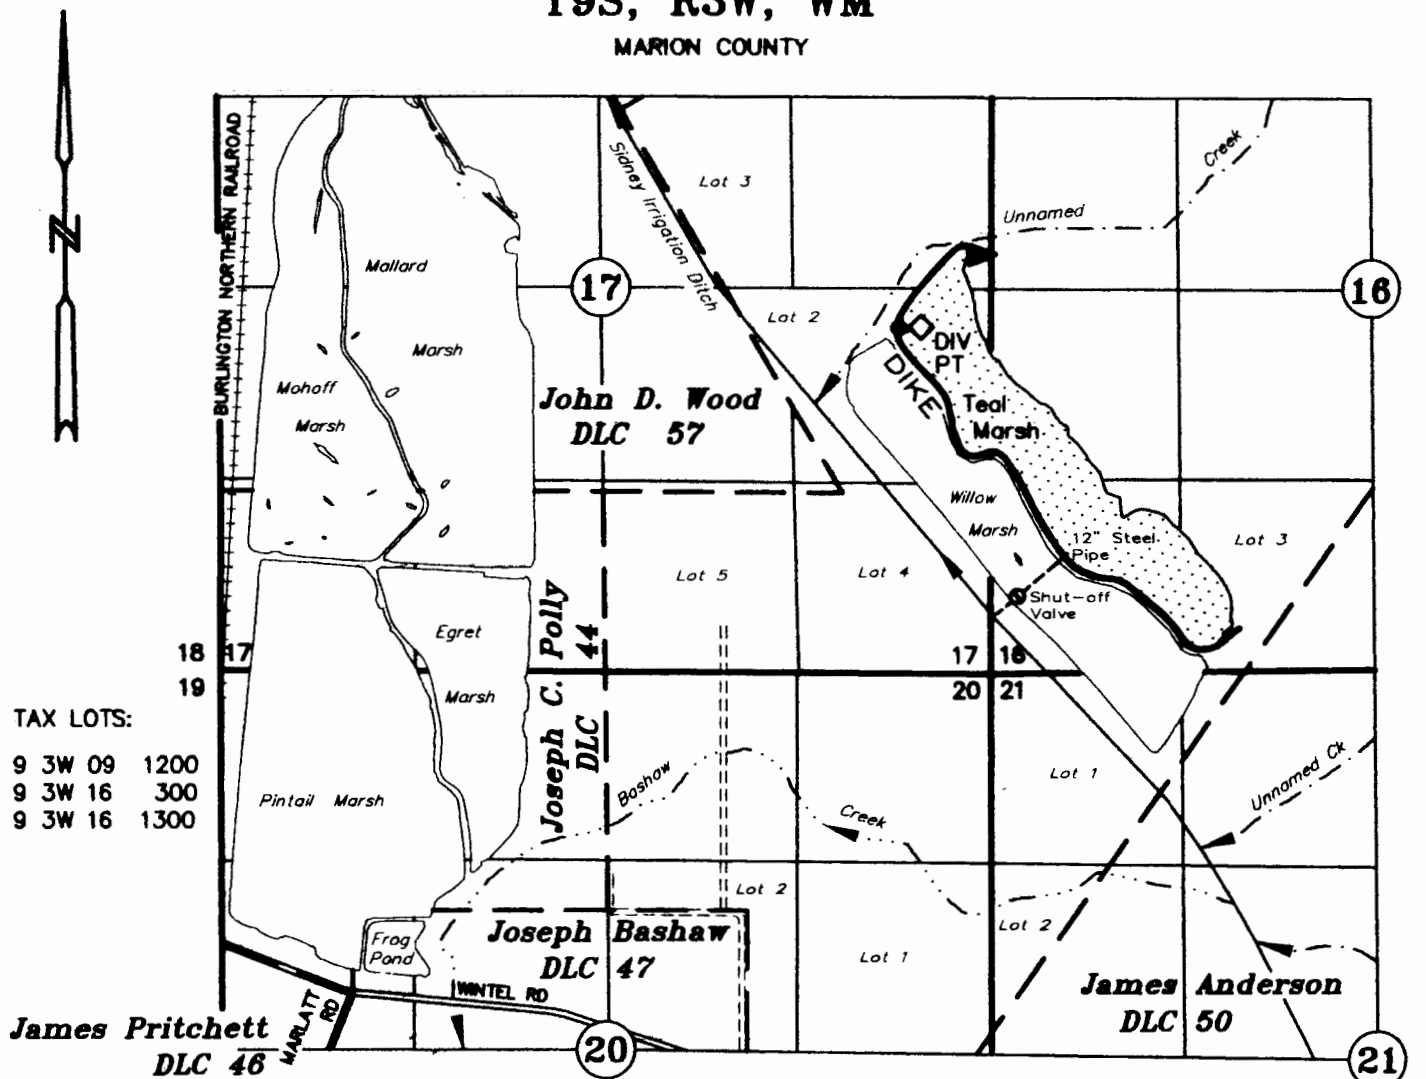 T9S, R3W, WM
MARION COUNTY
BURLINGTON NORTHERN RAILROAD
Sidney Irrigation Ditch
Lot 3
Creek
Unnamed
Mallard
Marsh
17
16
Lot 2
DIV
PT
DIKE
Mohoff
Marsh
John D. Wood
DLC 57
Teal
Marsh
Willow
Marsh
12" Steel
Pipe
Lot 3
Lot 5
Lot 4
Shut-off
Valve
Egret
Marsh
Joseph C. Polly
DLC 44
18 17
19
17 16
20 21
TAX LOTS:
9 3W 09 1200
9 3W 16 300
9 3W 16 1300
Pintail Marsh
Bashaw
Creek
Lot 1
Unnamed Ck
Lot 2
Frog
Pond
Joseph Bashaw
DLC 47
Lot 1
Lot 2
James Anderson
DLC 50
WINTEL RD
MARLATT
RD
James Pritchett
DLC 46
20
21
N